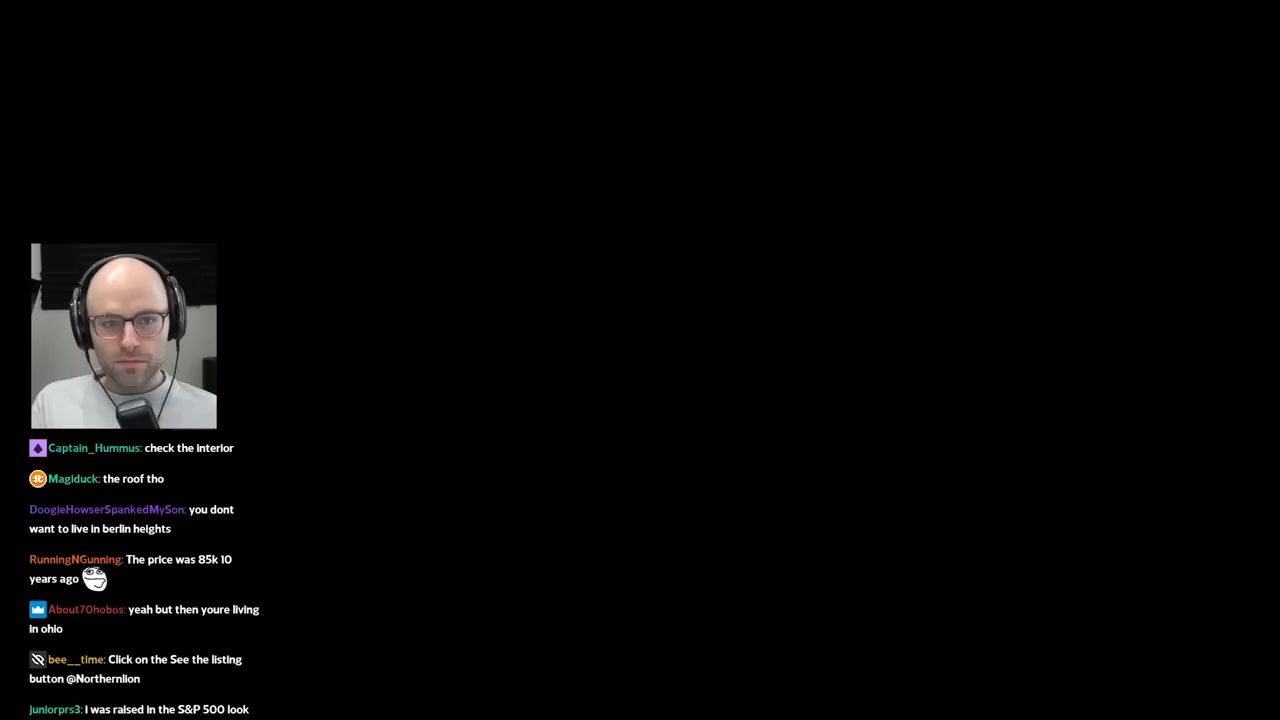 Captain_Hummus: check the interior
Magiduck: the roof tho
DoogieHowserSpankedMySon: you dont
want to live in berlin heights
RunningNGunning: The price was 85k 10
years ago
About70hobos: yeah but then youre living
in ohio
bee__time: Click on the See the listing
button @Northernlion
juniorprs3: I was raised in the S&P 500 look